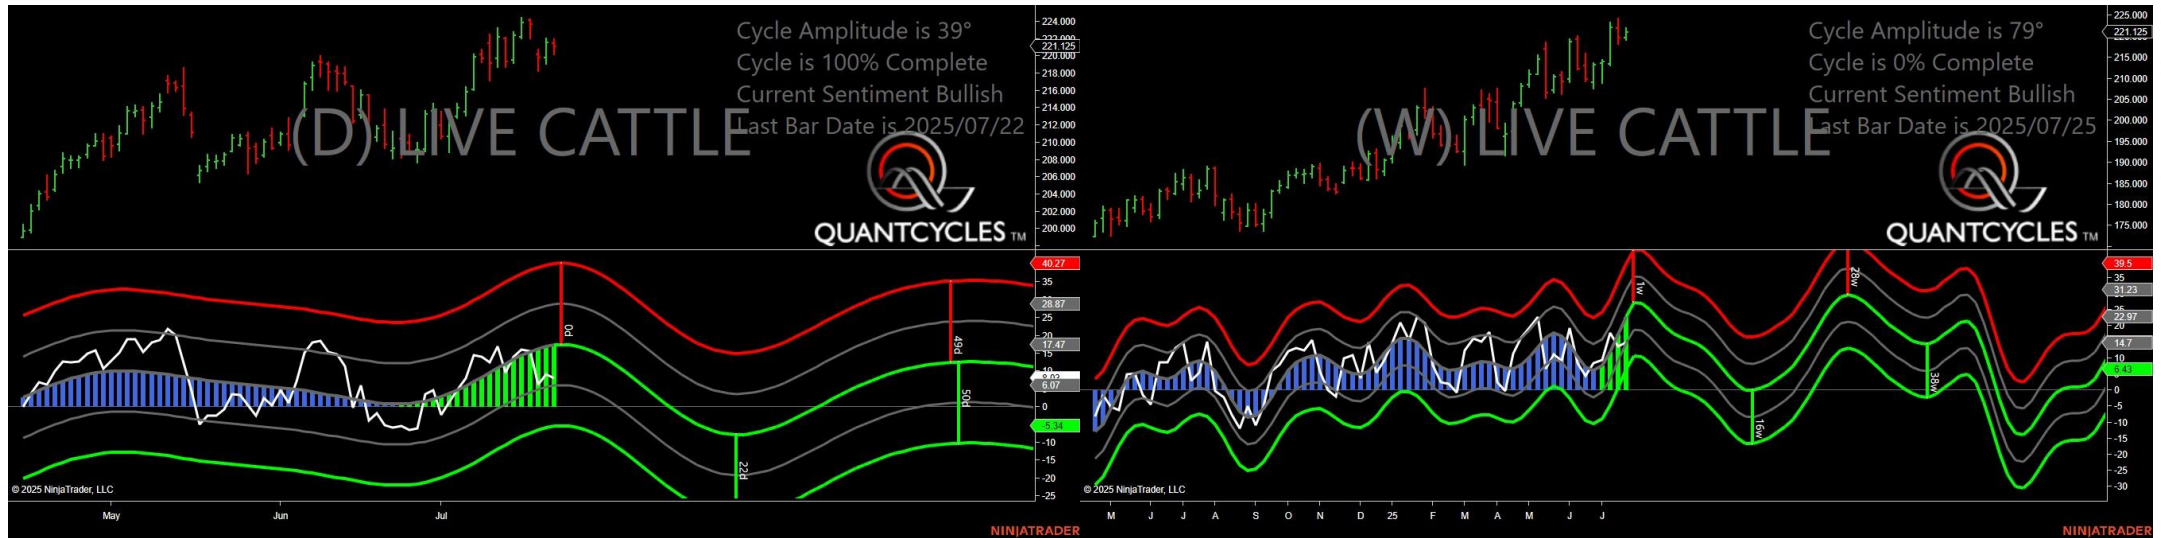 Cycle Amplitude is 39°
Cycle is 100% Complete
Current Sentiment Bullish
Last Bar Date is 2025/07/22
(D) LIVE CATTLE
QUANTCYCLES TM
224.000
221.125
220.000
218.000
216.000
214.000
212.000
210.000
208.000
206.000
204.000
202.000
200.000
40.27
35
28.87
25
20
17.47
15
6.07
0
-5.34
-10
-15
-20
-25
0d
22d
49d
50d
© 2025 NinjaTrader, LLC
May Jun Jul
NINJATRADER
Cycle Amplitude is 79°
Cycle is 0% Complete
Current Sentiment Bullish
Last Bar Date is 2025/07/25
(W) LIVE CATTLE
QUANTCYCLES TM
225.000
221.125
215.000
210.000
205.000
200.000
195.000
190.000
185.000
180.000
175.000
39.5
35
31.23
22.97
20
14.7
10
6.43
0
-5
-10
-15
-20
-25
-30
1w
16w
28w
38w
© 2025 NinjaTrader, LLC
M J J A S O N D 25 F M A M J J
NINJATRADER